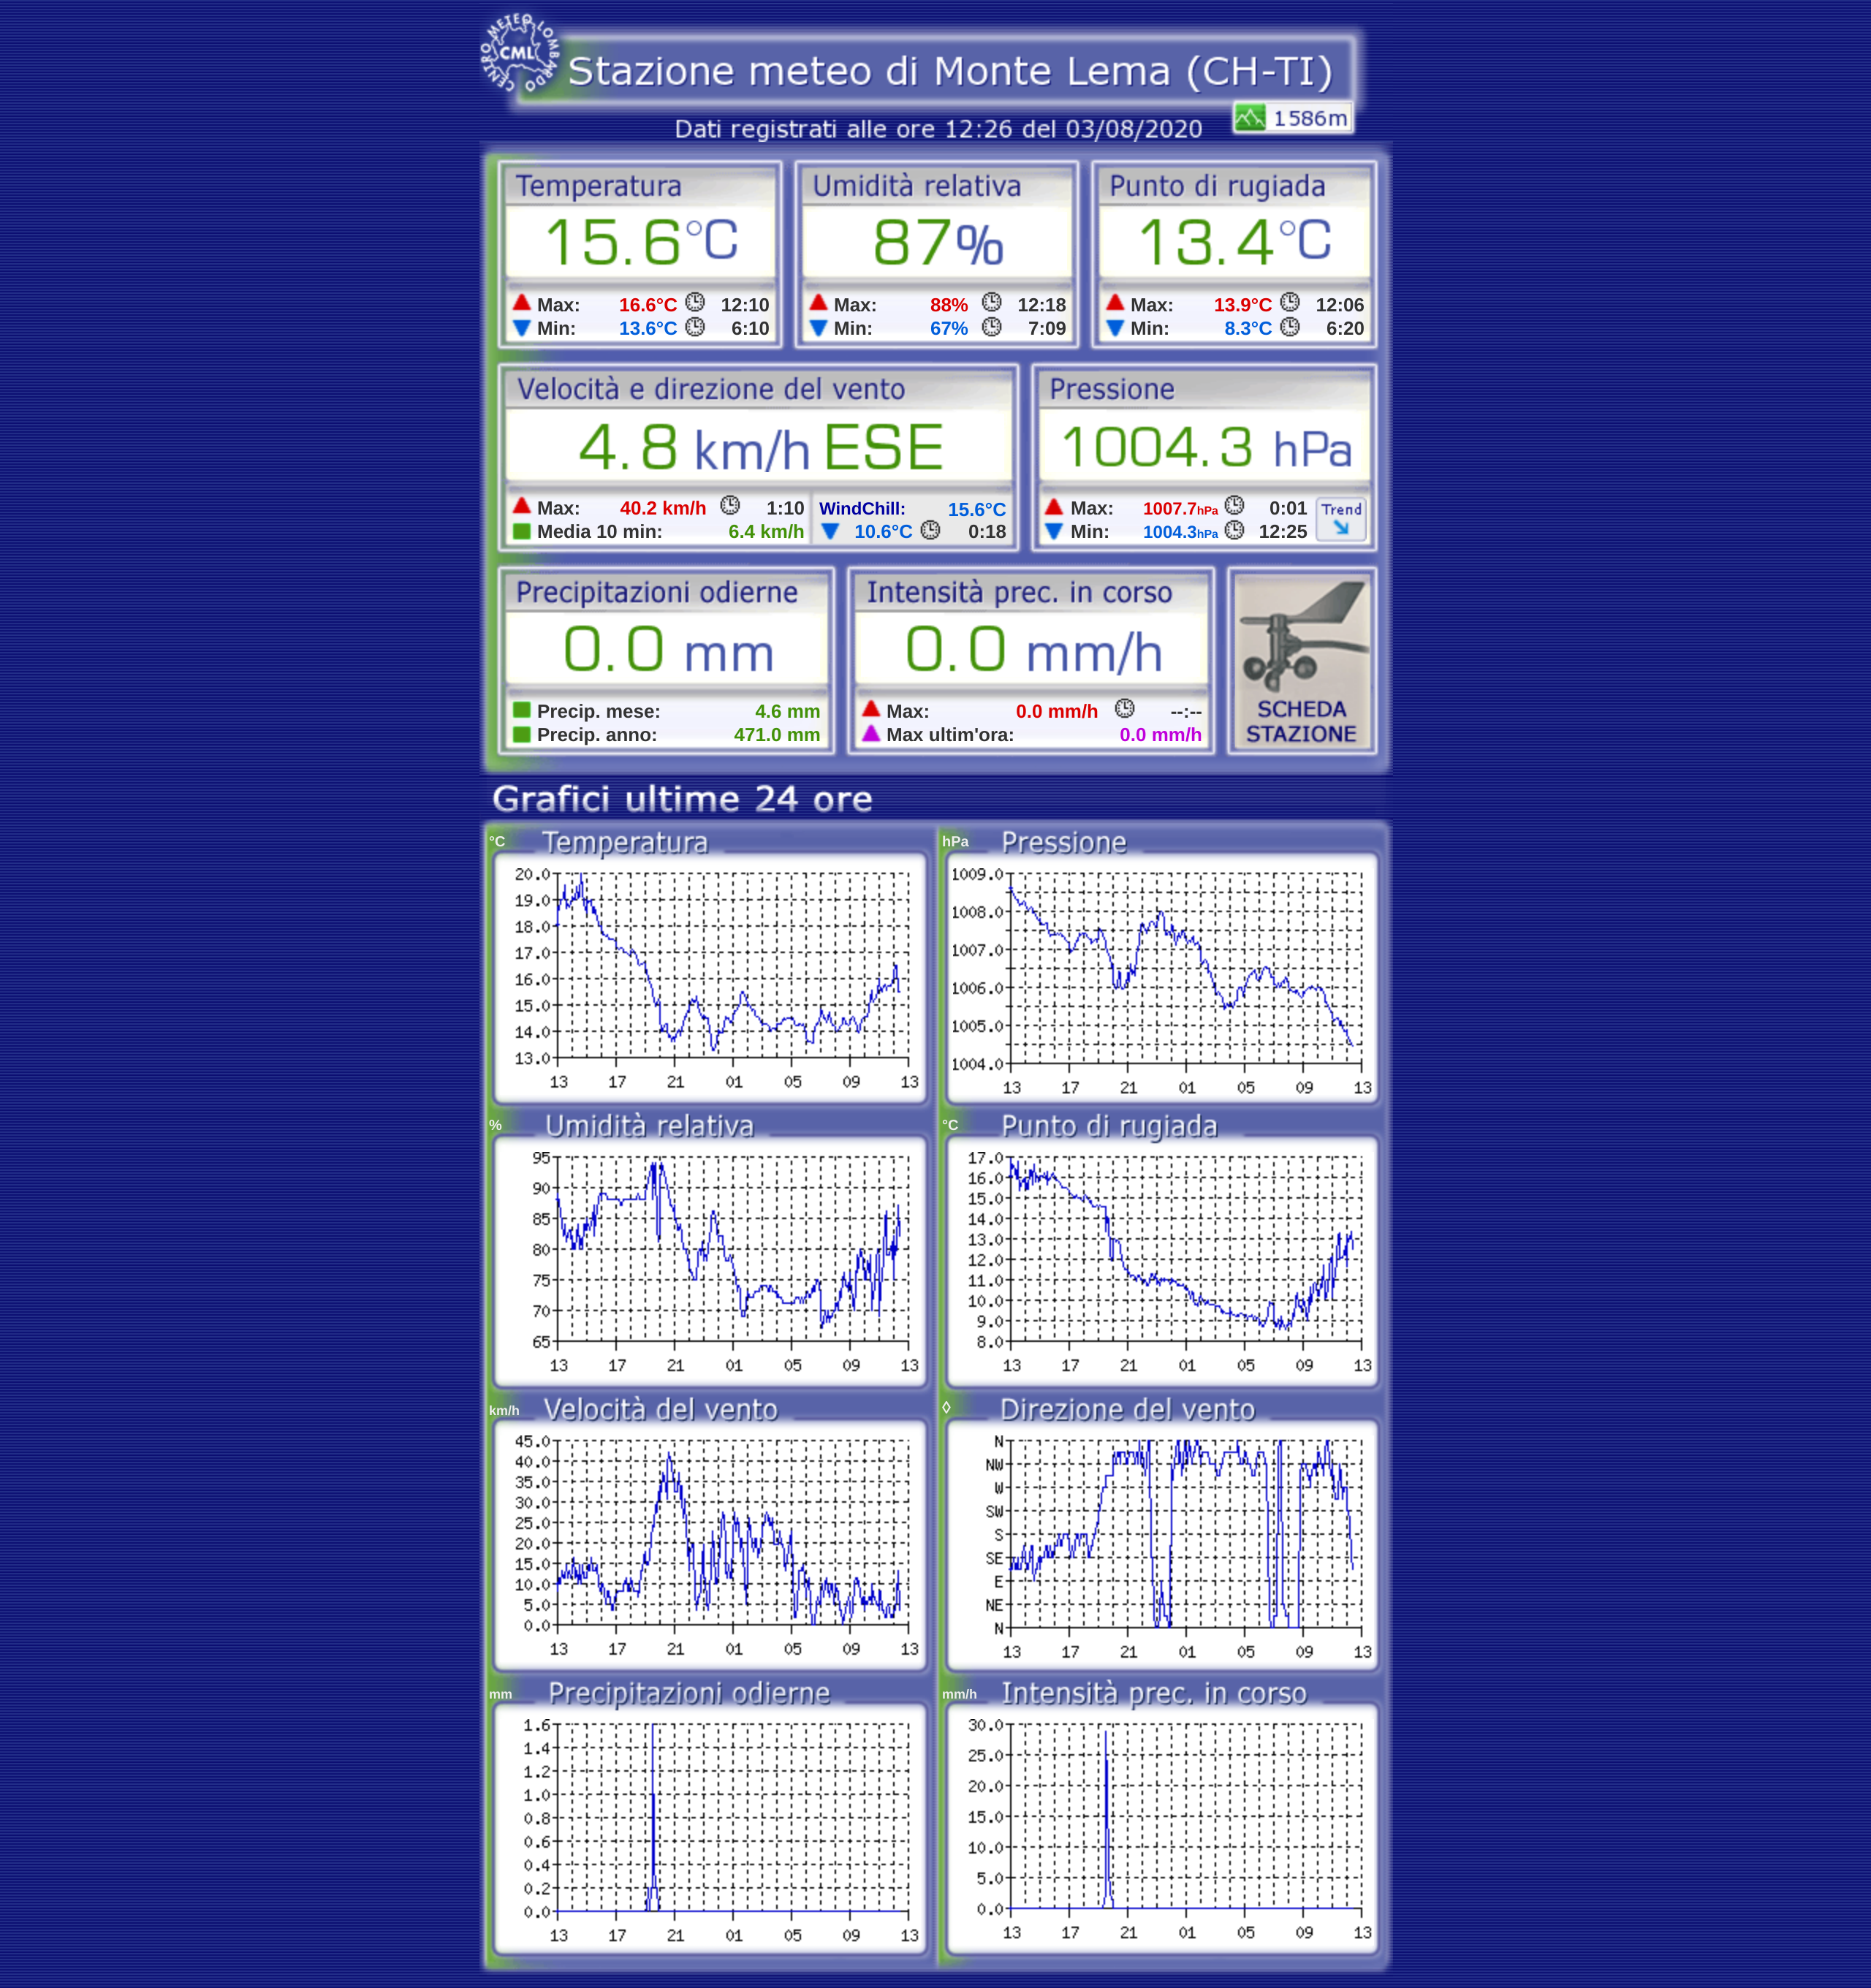 CENTRO METEO LOMBARDO
CML
Stazione meteo di Monte Lema (CH-TI)
1586m
Dati registrati alle ore 12:26 del 03/08/2020
Temperatura
15.6°C
Max: 16.6°C 12:10
Min: 13.6°C 6:10
Umidità relativa
87%
Max: 88% 12:18
Min: 67% 7:09
Punto di rugiada
13.4°C
Max: 13.9°C 12:06
Min: 8.3°C 6:20
Velocità e direzione del vento
4.8 km/h ESE
Max: 40.2 km/h 1:10
Media 10 min: 6.4 km/h
WindChill: 15.6°C
10.6°C 0:18
Pressione
1004.3 hPa
Max: 1007.7hPa 0:01
Min: 1004.3hPa 12:25
Trend
Precipitazioni odierne
0.0 mm
Precip. mese: 4.6 mm
Precip. anno: 471.0 mm
Intensità prec. in corso
0.0 mm/h
Max: 0.0 mm/h --:--
Max ultim'ora: 0.0 mm/h
SCHEDA
STAZIONE
Grafici ultime 24 ore
°C Temperatura
20.0
19.0
18.0
17.0
16.0
15.0
14.0
13.0
13 17 21 01 05 09 13
hPa Pressione
1009.0
1008.0
1007.0
1006.0
1005.0
1004.0
13 17 21 01 05 09 13
% Umidità relativa
95
90
85
80
75
70
65
13 17 21 01 05 09 13
°C Punto di rugiada
17.0
16.0
15.0
14.0
13.0
12.0
11.0
10.0
9.0
8.0
13 17 21 01 05 09 13
km/h Velocità del vento
45.0
40.0
35.0
30.0
25.0
20.0
15.0
10.0
5.0
0.0
13 17 21 01 05 09 13
◊ Direzione del vento
N
NW
W
SW
S
SE
E
NE
N
13 17 21 01 05 09 13
mm Precipitazioni odierne
1.6
1.4
1.2
1.0
0.8
0.6
0.4
0.2
0.0
13 17 21 01 05 09 13
mm/h Intensità prec. in corso
30.0
25.0
20.0
15.0
10.0
5.0
0.0
13 17 21 01 05 09 13